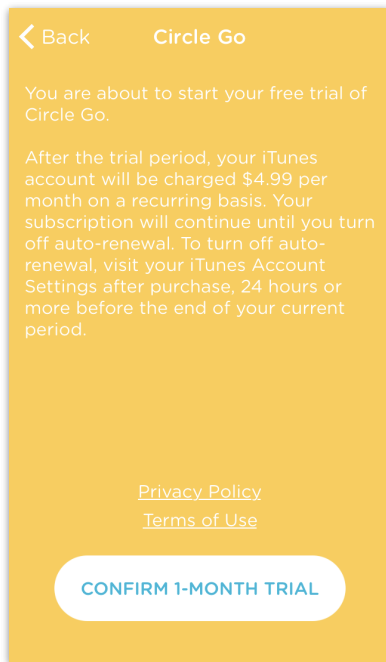 Back
Circle Go
You are about to start your free trial of
Circle Go.
After the trial period, your iTunes
account will be charged $4.99 per
month on a recurring basis. Your
subscription will continue until you turn
off auto-renewal. To turn off auto-
renewal, visit your iTunes Account
Settings after purchase, 24 hours or
more before the end of your current
period.
Privacy Policy
Terms of Use
CONFIRM 1-MONTH TRIAL